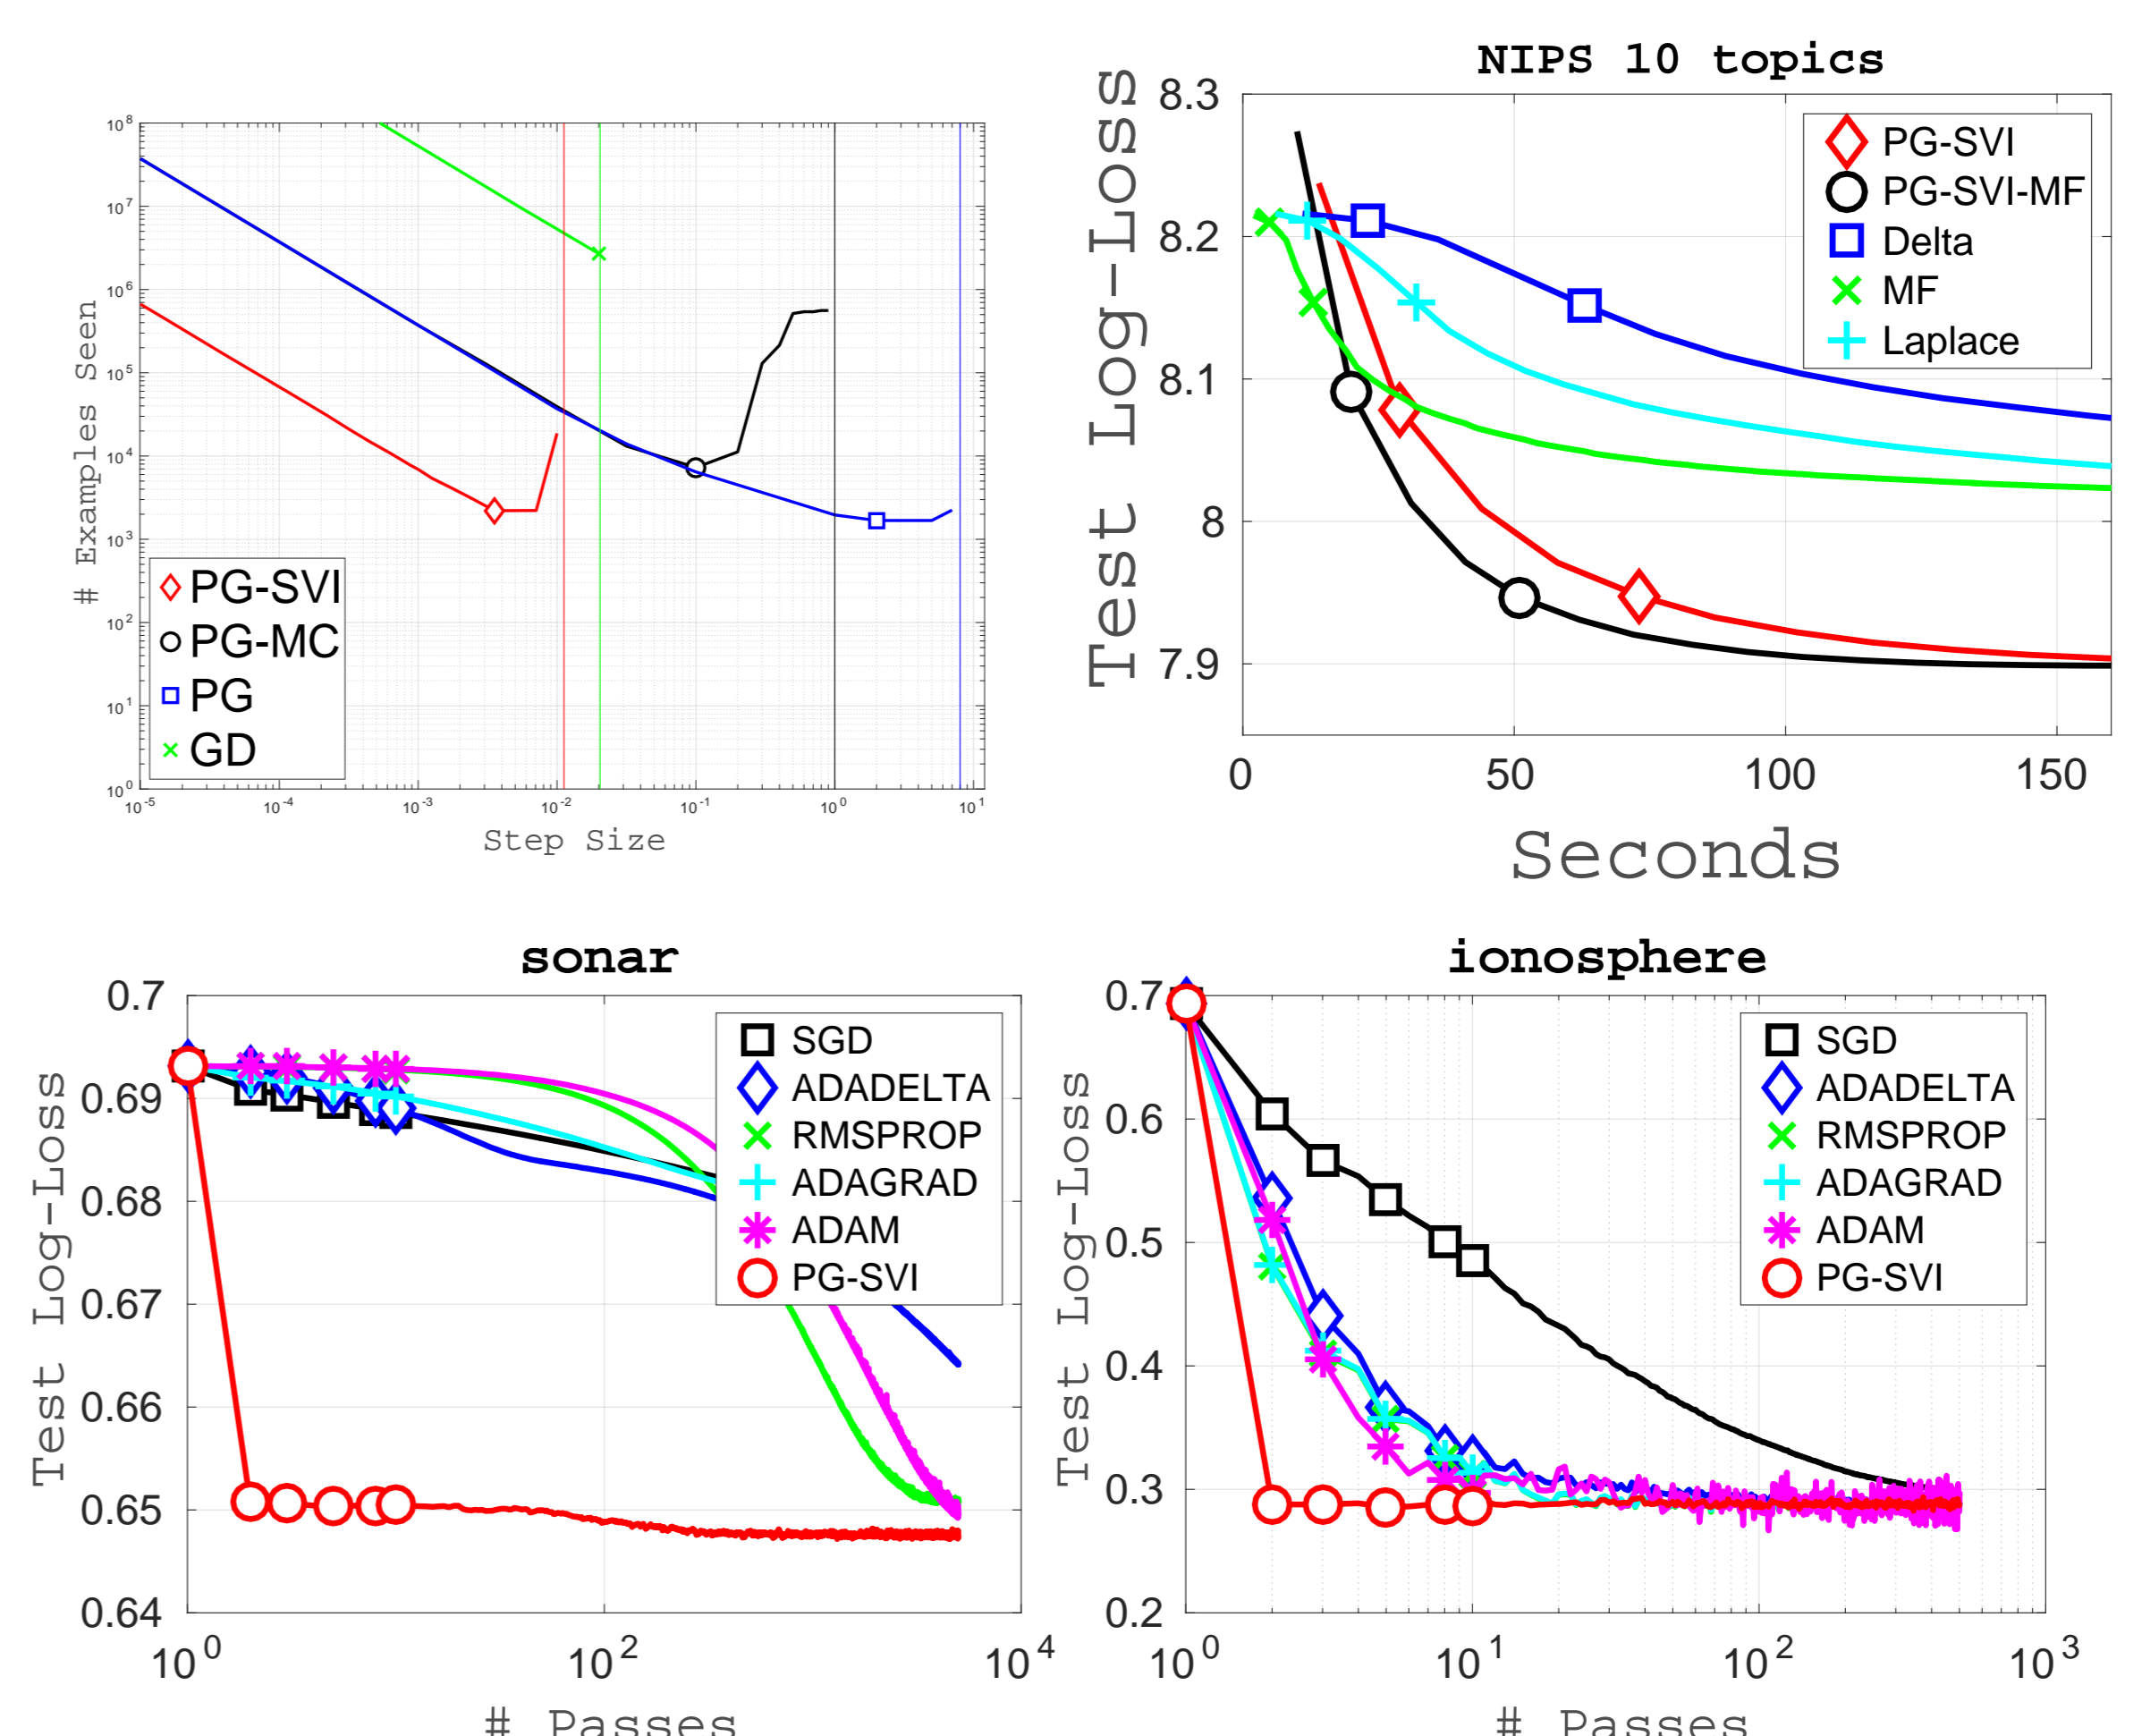 10^8
10^7
10^6
10^5
10^4
10^3
10^2
10^1
10^0
# Examples Seen
PG-SVI
PG-MC
PG
GD
10^-5 10^-4 10^-3 10^-2 10^-1 10^0 10^1
Step Size
NIPS 10 topics
8.3
8.2
8.1
8
7.9
Test Log-Loss
PG-SVI
PG-SVI-MF
Delta
MF
Laplace
0 50 100 150
Seconds
sonar
0.7
0.69
0.68
0.67
0.66
0.65
0.64
Test Log-Loss
SGD
ADADELTA
RMSPROP
ADAGRAD
ADAM
PG-SVI
10^0 10^2 10^4
# Passes
ionosphere
0.7
0.6
0.5
0.4
0.3
0.2
Test Log-Loss
SGD
ADADELTA
RMSPROP
ADAGRAD
ADAM
PG-SVI
10^0 10^1 10^2 10^3
# Passes